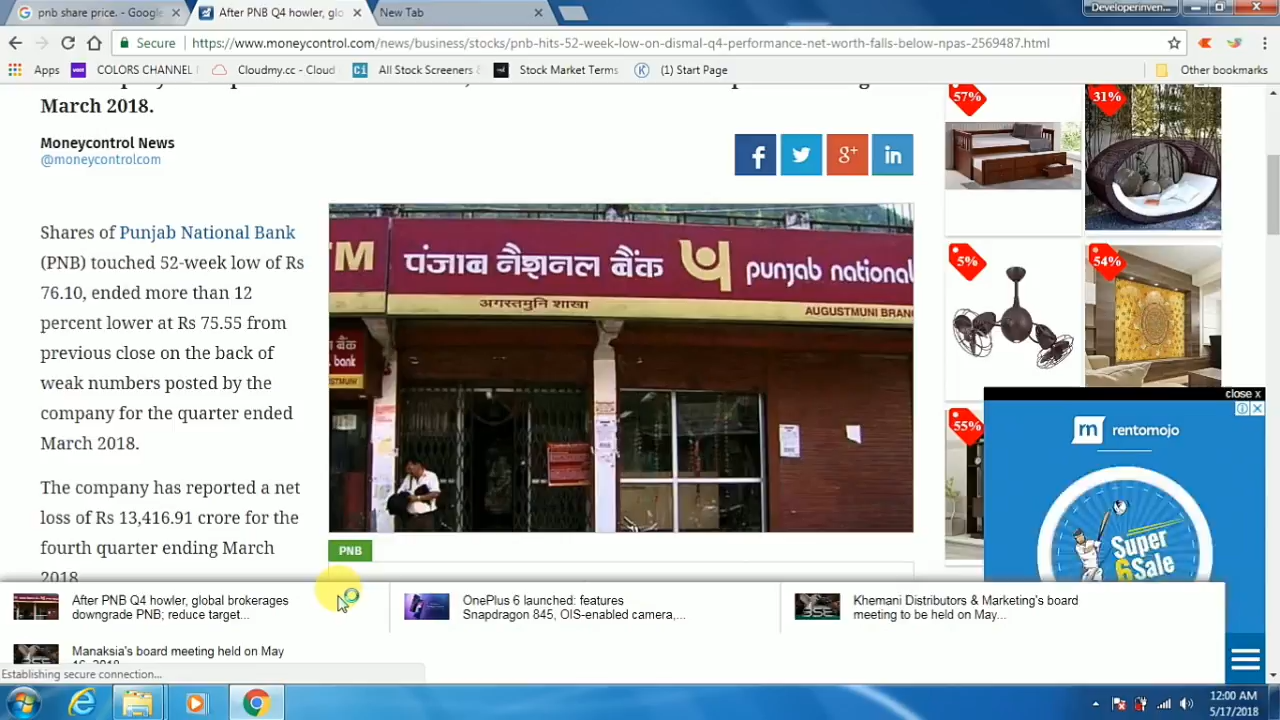 pnb share price. - Google
After PNB Q4 howler, glo
New Tab
Developerinven...
Secure
https://www.moneycontrol.com/news/business/stocks/pnb-hits-52-week-low-on-dismal-q4-performance-net-worth-falls-below-npas-2569487.html
Apps
COLORS CHANNEL
Cloudmy.cc - Cloud
All Stock Screeners
Stock Market Terms
(1) Start Page
Other bookmarks
March 2018.
Moneycontrol News
@moneycontrolcom
57%
31%
Shares of Punjab National Bank
(PNB) touched 52-week low of Rs
76.10, ended more than 12
percent lower at Rs 75.55 from
previous close on the back of
weak numbers posted by the
company for the quarter ended
March 2018.
The company has reported a net
loss of Rs 13,416.91 crore for the
fourth quarter ending March
2018
M
पंजाब नैशनल बैंक
punjab national
अगस्तमुनि शाखा
AUGUSTMUNI BRANC
PNB
5%
54%
55%
close x
rentomojo
Super
6 Sale
After PNB Q4 howler, global brokerages
downgrade PNB; reduce target...
OnePlus 6 launched: features
Snapdragon 845, OIS-enabled camera,...
Khemani Distributors & Marketing's board
meeting to be held on May...
Manaksia's board meeting held on May
Establishing secure connection...
12:00 AM
5/17/2018